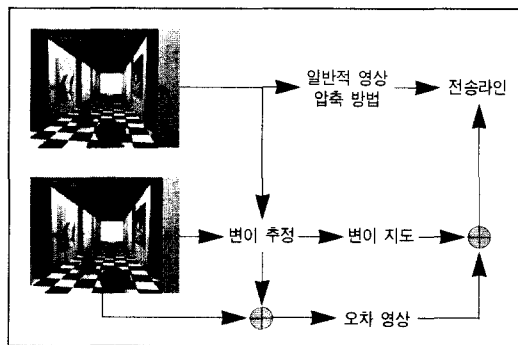 일반적 영상
압축 방법
전송라인
변이 추정
변이 지도
오차 영상